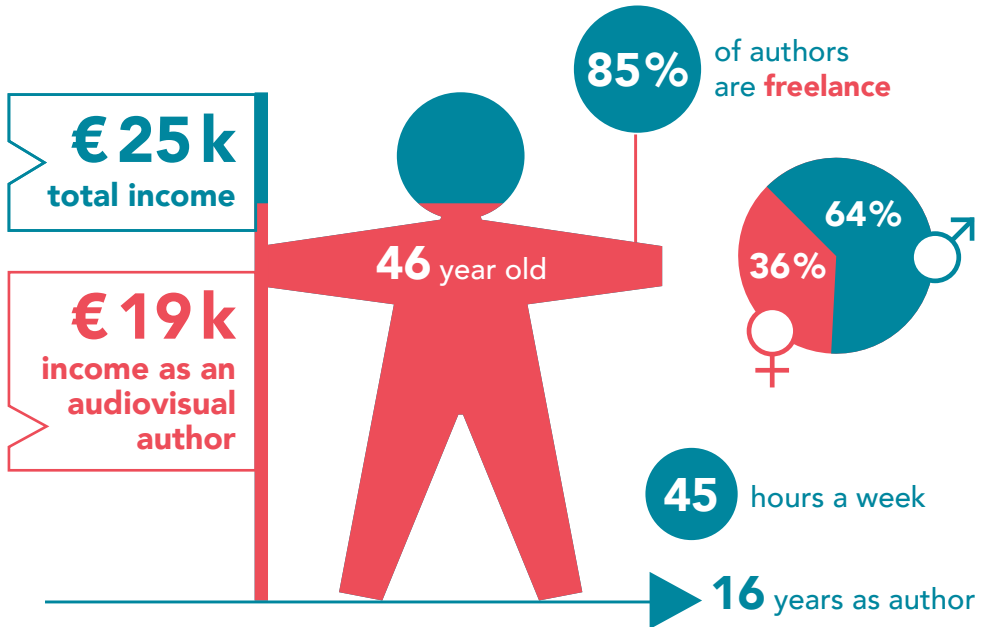 85%
of authors
are freelance
€ 25 k
total income
64%
36%
46 year old
€ 19 k
income as an
audiovisual
author
45
hours a week
16 years as author